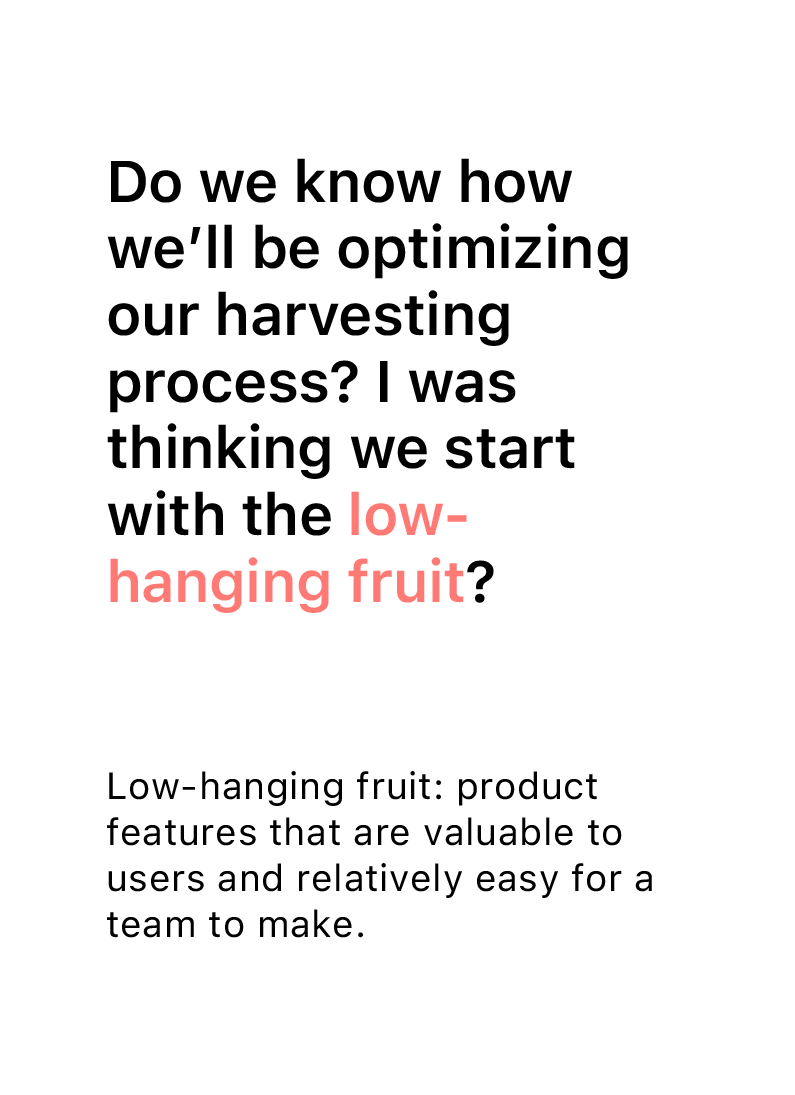 Do we know how
we’ll be optimizing
our harvesting
process? I was
thinking we start
with the low-
hanging fruit?
Low-hanging fruit: product
features that are valuable to
users and relatively easy for a
team to make.